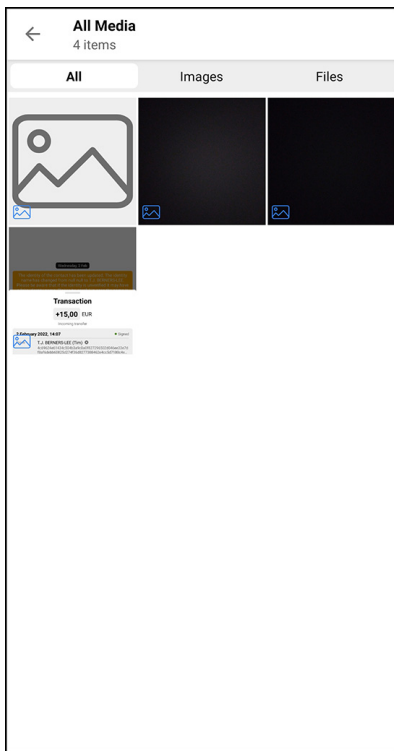 All Media
4 items
All
Images
Files
Wednesday, 2 Feb
Transaction
+15,00 EUR
Incoming transfer
2 February 2022, 14:07
Signed
T.J. BERNERS-LEE (Tim)